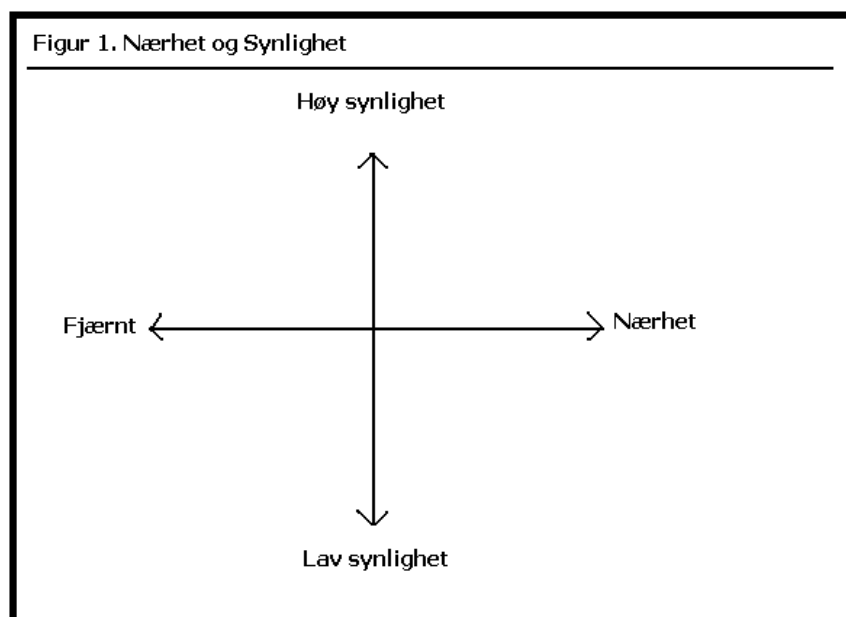 Figur 1. Nærhet og Synlighet
Høy synlighet
Fjærnt
Nærhet
Lav synlighet